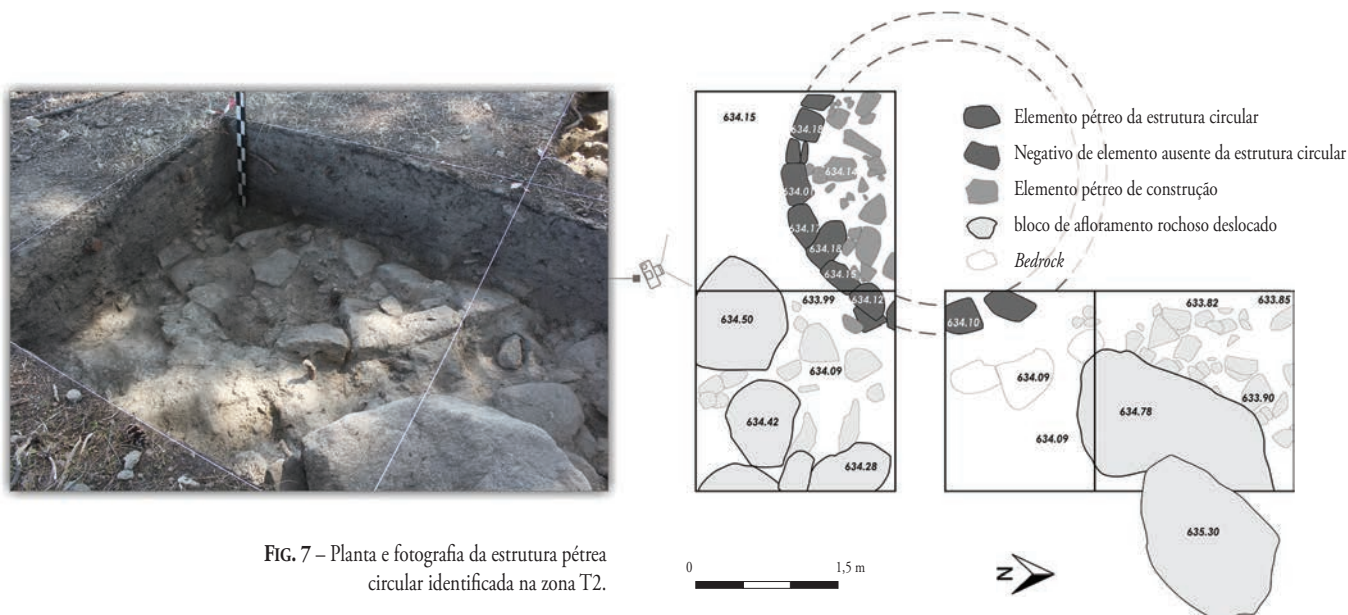 634.15
634.18
634.14
634.01
634.17
634.18
634.15
633.99
634.12
634.50
634.09
634.42
634.28
Elemento pétreo da estrutura circular
Negativo de elemento ausente da estrutura circular
Elemento pétreo de construção
bloco de afloramento rochoso deslocado
Bedrock
634.10
633.82
633.85
634.09
634.78
633.90
634.09
635.30
FIG. 7 – Planta e fotografia da estrutura pétrea
circular identificada na zona T2.
0 1,5 m
N